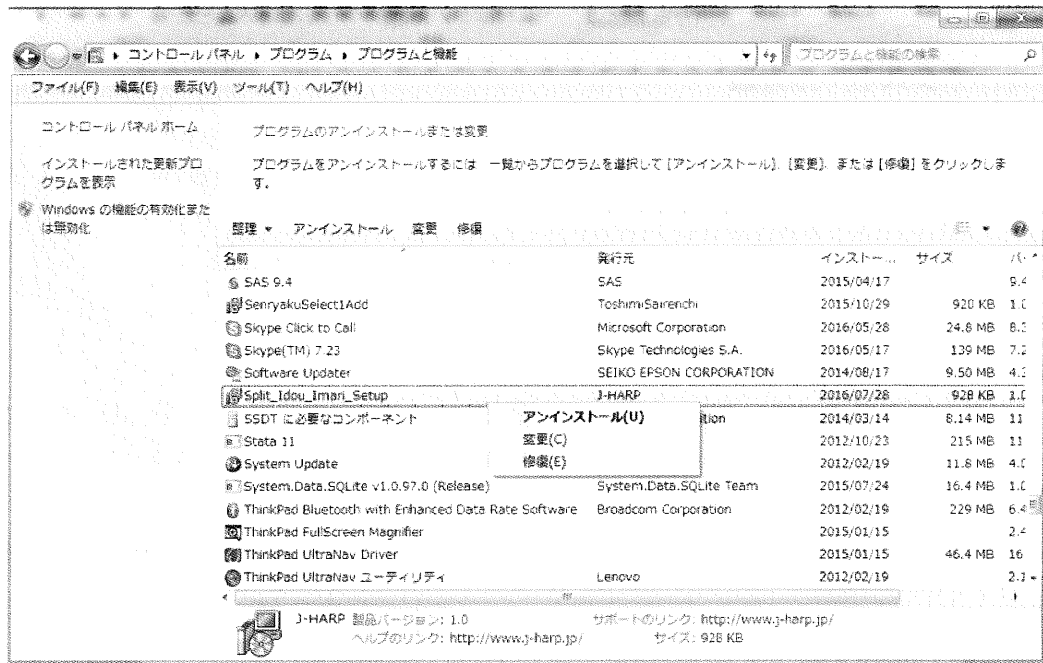 コントロール パネル ▸ プログラム ▸ プログラムと機能
プログラムと機能の検索
ファイル(F) 編集(E) 表示(V) ツール(T) ヘルプ(H)
コントロール パネル ホーム
インストールされた更新プログラムを表示
Windows の機能の有効化または無効化
プログラムのアンインストールまたは変更
プログラムをアンインストールするには、一覧からプログラムを選択して [アンインストール]、[変更]、または [修復] をクリックします。
整理 ▾ アンインストール 変更 修復
名前 発行元 インストー... サイズ バ
SAS 9.4 SAS 2015/04/17 9.4
SenryakuSelect1Add ToshimiSairenchi 2015/10/29 920 KB
Skype Click to Call Microsoft Corporation 2016/05/28 24.8 MB
Skype(TM) 7.23 Skype Technologies S.A. 2016/05/17 139 MB
Software Updater SEIKO EPSON CORPORATION 2014/08/17 9.50 MB
Split_Idou_Imari_Setup J-HARP 2016/07/28 928 KB
SSDT に必要なコンポーネント 2014/03/14 8.14 MB 11
アンインストール(U)
変更(C)
修復(E)
Stata 11 2012/10/23 215 MB 11
System Update 2012/02/19 11.8 MB
System.Data.SQLite v1.0.97.0 (Release) System.Data.SQLite Team 2015/07/24 16.4 MB
ThinkPad Bluetooth with Enhanced Data Rate Software Broadcom Corporation 2012/02/19 229 MB
ThinkPad FullScreen Magnifier 2015/01/15
ThinkPad UltraNav Driver 2015/01/15 46.4 MB 16
ThinkPad UltraNav ユーティリティ Lenovo 2012/02/19
J-HARP 製品バージョン: 1.0 サポートのリンク: http://www.j-harp.jp/
ヘルプのリンク: http://www.j-harp.jp/ サイズ: 928 KB